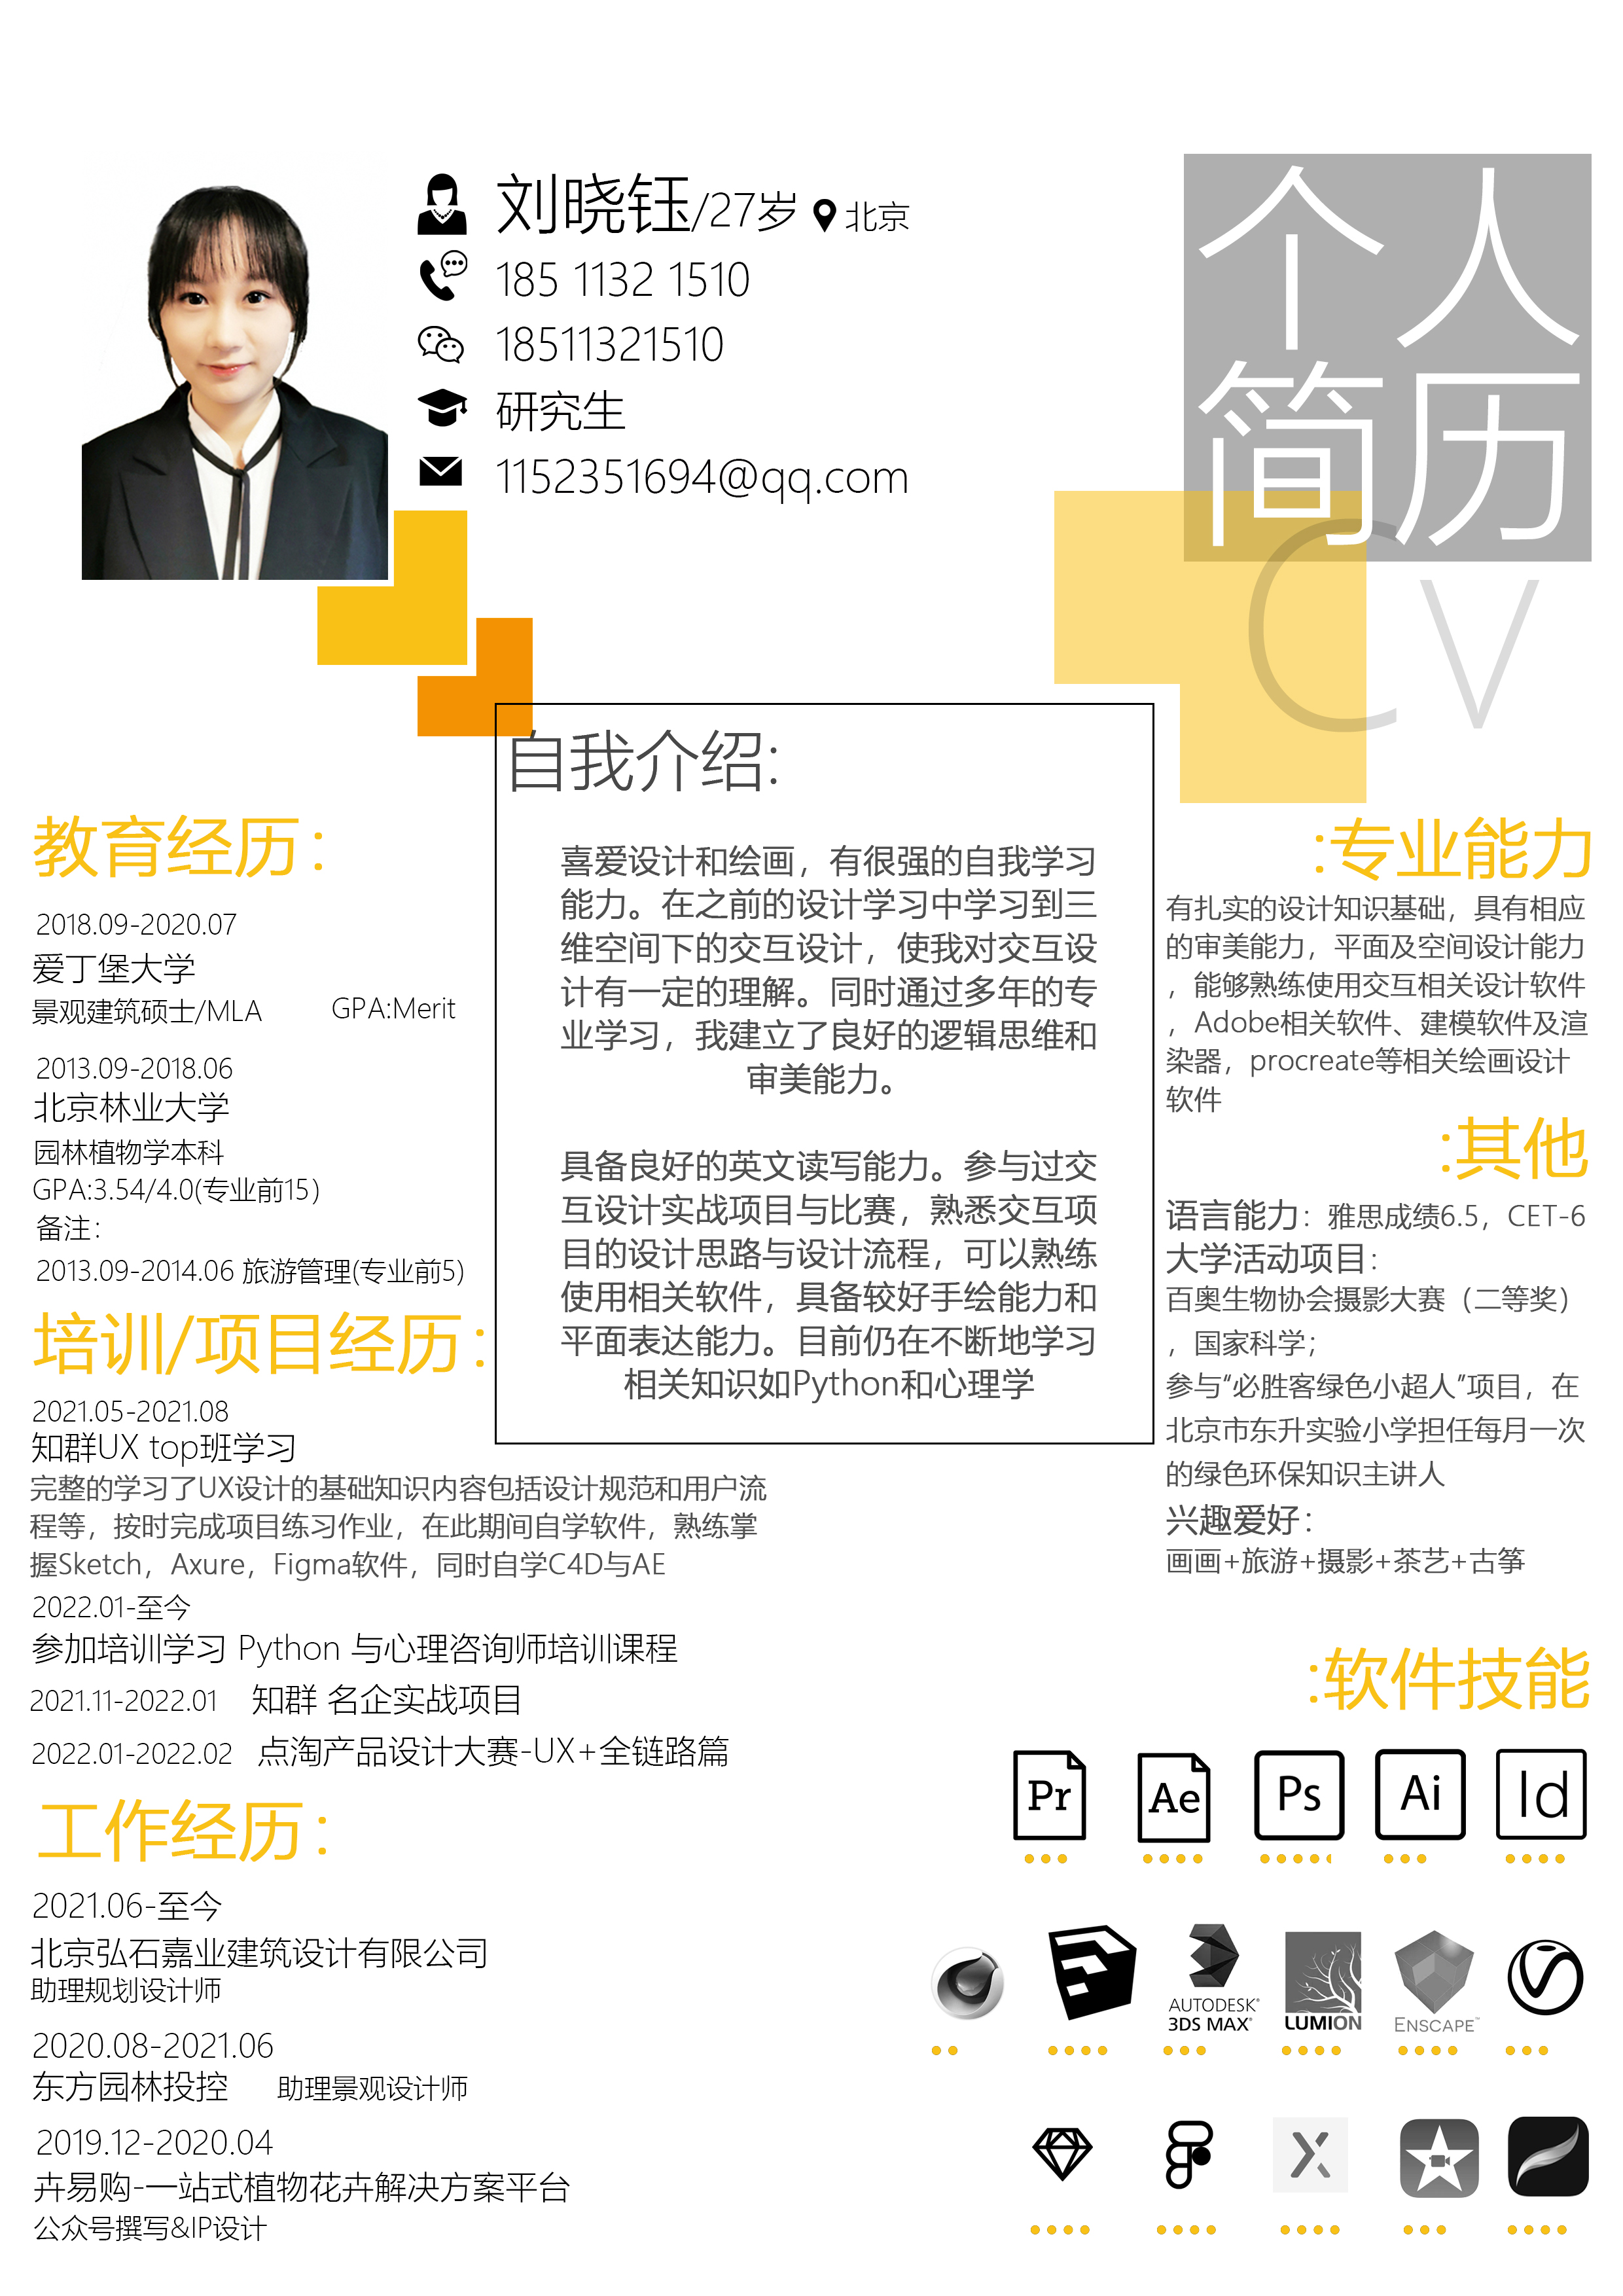 个人
简历
CV
刘晓钰/27岁 北京
185 1132 1510
18511321510
研究生
1152351694@qq.com
自我介绍:
喜爱设计和绘画，有很强的自我学习
能力。在之前的设计学习中学习到三
维空间下的交互设计，使我对交互设
计有一定的理解。同时通过多年的专
业学习，我建立了良好的逻辑思维和
审美能力。
具备良好的英文读写能力。参与过交
互设计实战项目与比赛，熟悉交互项
目的设计思路与设计流程，可以熟练
使用相关软件，具备较好手绘能力和
平面表达能力。目前仍在不断地学习
相关知识如Python和心理学
教育经历：
2018.09-2020.07
爱丁堡大学
景观建筑硕士/MLA GPA:Merit
2013.09-2018.06
北京林业大学
园林植物学本科
GPA:3.54/4.0(专业前15）
备注：
2013.09-2014.06 旅游管理(专业前5)
培训/项目经历：
2021.05-2021.08
知群UX top班学习
完整的学习了UX设计的基础知识内容包括设计规范和用户流
程等，按时完成项目练习作业，在此期间自学软件，熟练掌
握Sketch，Axure，Figma软件，同时自学C4D与AE
2022.01-至今
参加培训学习 Python 与心理咨询师培训课程
2021.11-2022.01 知群 名企实战项目
2022.01-2022.02 点淘产品设计大赛-UX+全链路篇
工作经历：
2021.06-至今
北京弘石嘉业建筑设计有限公司
助理规划设计师
2020.08-2021.06
东方园林投控 助理景观设计师
2019.12-2020.04
卉易购-一站式植物花卉解决方案平台
公众号撰写&IP设计
:专业能力
有扎实的设计知识基础，具有相应
的审美能力，平面及空间设计能力
，能够熟练使用交互相关设计软件
，Adobe相关软件、建模软件及渲
染器，procreate等相关绘画设计
软件
:其他
语言能力：雅思成绩6.5，CET-6
大学活动项目：
百奥生物协会摄影大赛（二等奖）
，国家科学；
参与“必胜客绿色小超人”项目，在
北京市东升实验小学担任每月一次
的绿色环保知识主讲人
兴趣爱好：
画画+旅游+摄影+茶艺+古筝
:软件技能
Pr Ae Ps Ai Id
AUTODESK®
3DS MAX®
LUMION
ENSCAPE™